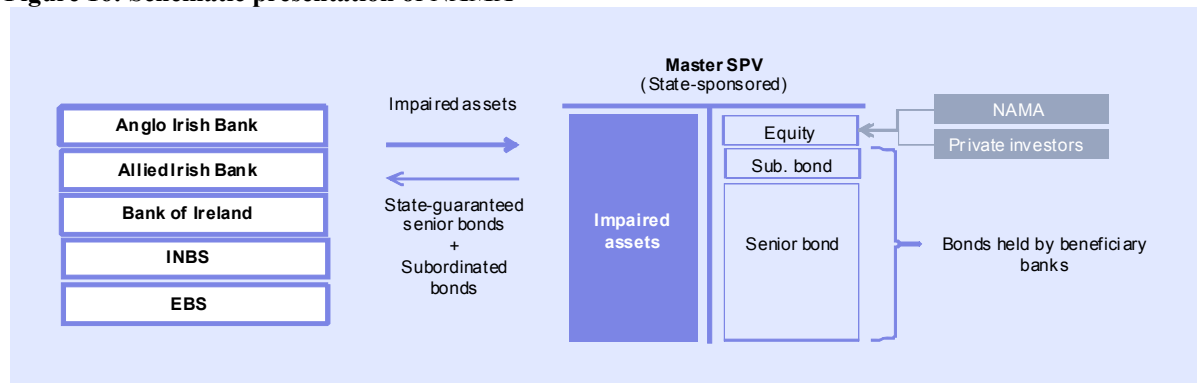 Figure 16: Schematic presentation of NAMA
Master SPV
(State-sponsored)
Anglo Irish Bank
Allied Irish Bank
Bank of Ireland
INBS
EBS
Impaired assets
State-guaranteed
senior bonds
+
Subordinated
bonds
Impaired
assets
Equity
Sub. bond
Senior bond
NAMA
Private investors
Bonds held by beneficiary
banks